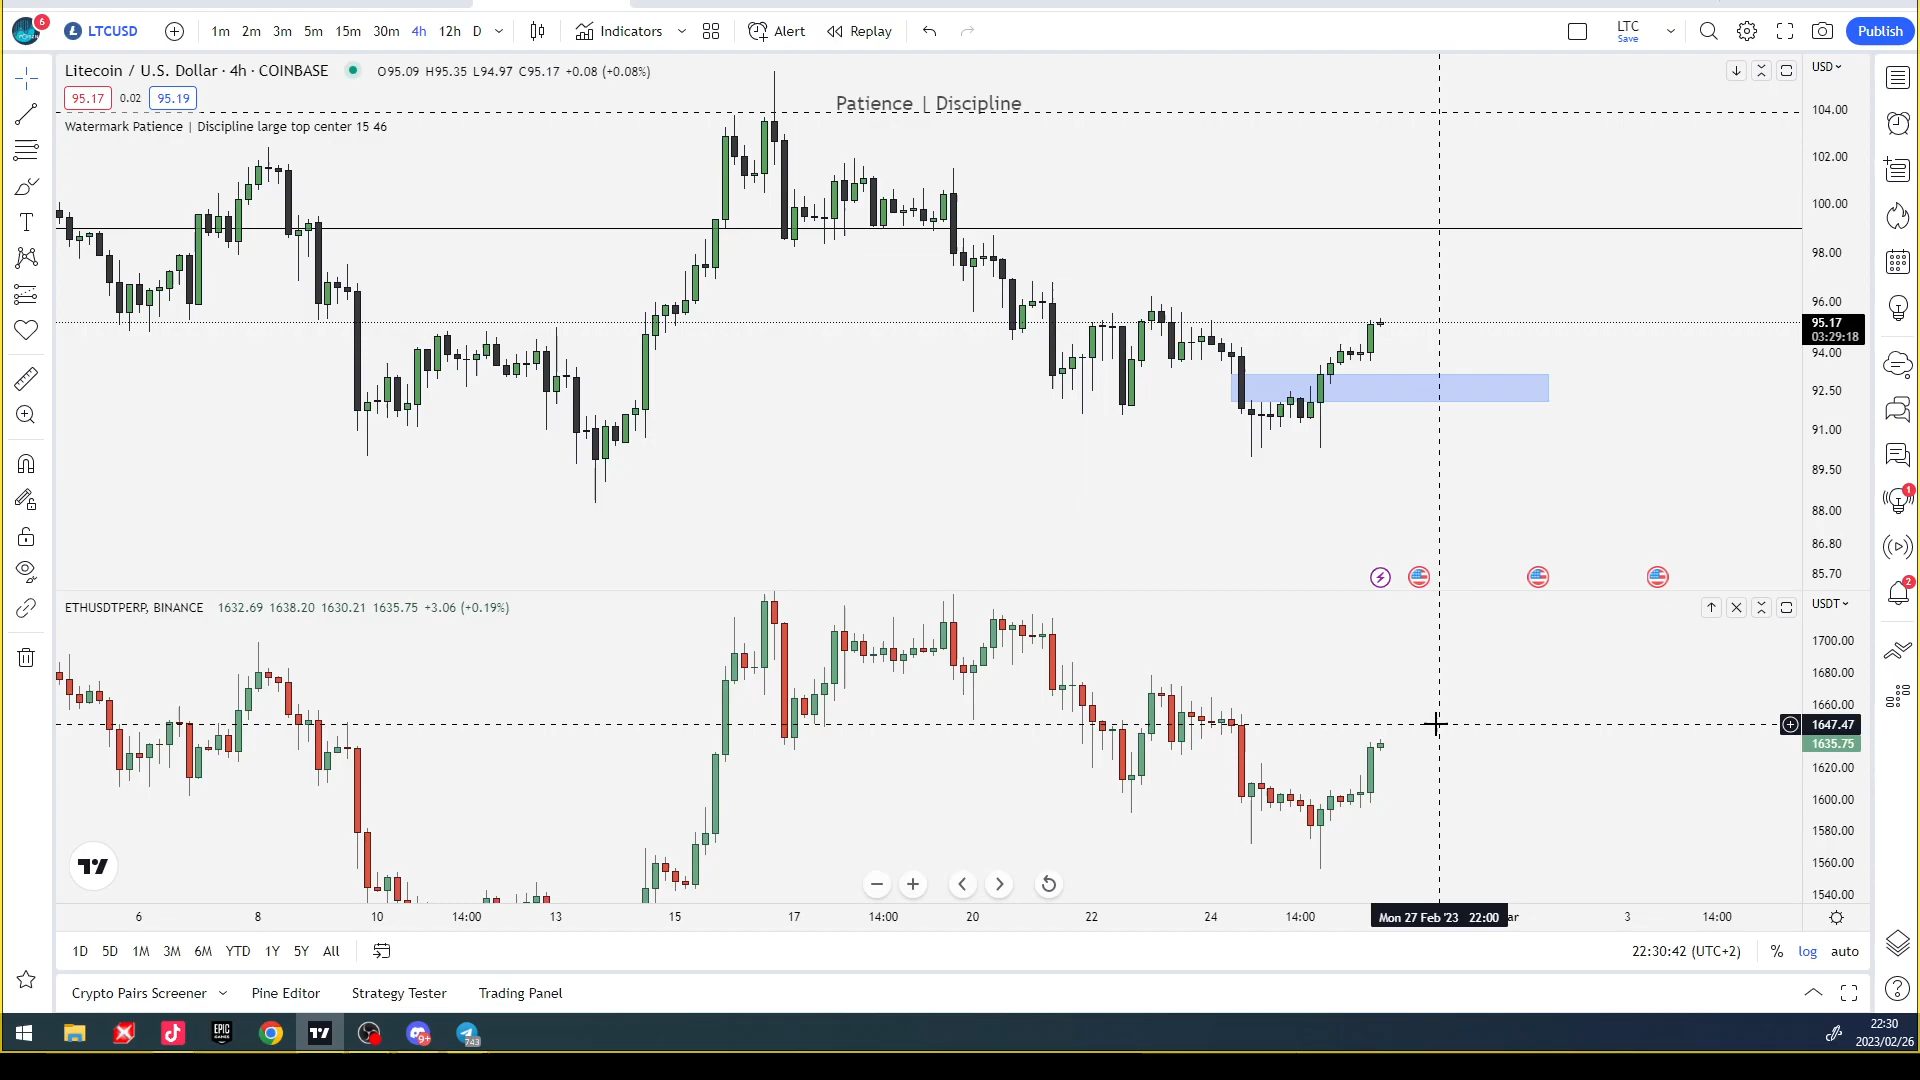 6
LTCUSD
1m 2m 3m 5m 15m 30m 4h 12h D Indicators Alert Replay LTC Save Publish
Litecoin / U.S. Dollar · 4h · COINBASE O95.09 H95.35 L94.97 C95.17 +0.08 (+0.08%)
USD
95.17 0.02 95.19
Patience | Discipline
Watermark Patience | Discipline large top center 15 46
104.00
102.00
100.00
98.00
96.00
95.17
03:29:18
94.00
92.50
91.00
89.50
88.00
86.80
85.70
ETHUSDTPERP, BINANCE 1632.69 1638.20 1630.21 1635.75 +3.06 (+0.19%)
USDT
1700.00
1680.00
1660.00
1647.47
1635.75
1620.00
1600.00
1580.00
1560.00
1540.00
6 8 10 14:00 13 15 17 14:00 20 22 24 14:00 Mon 27 Feb '23 22:00 ar 3 14:00
1D 5D 1M 3M 6M YTD 1Y 5Y All 22:30:42 (UTC+2) % log auto
Crypto Pairs Screener Pine Editor Strategy Tester Trading Panel
1
2
EPIC GAMES
9+
743
22:30
2023/02/26